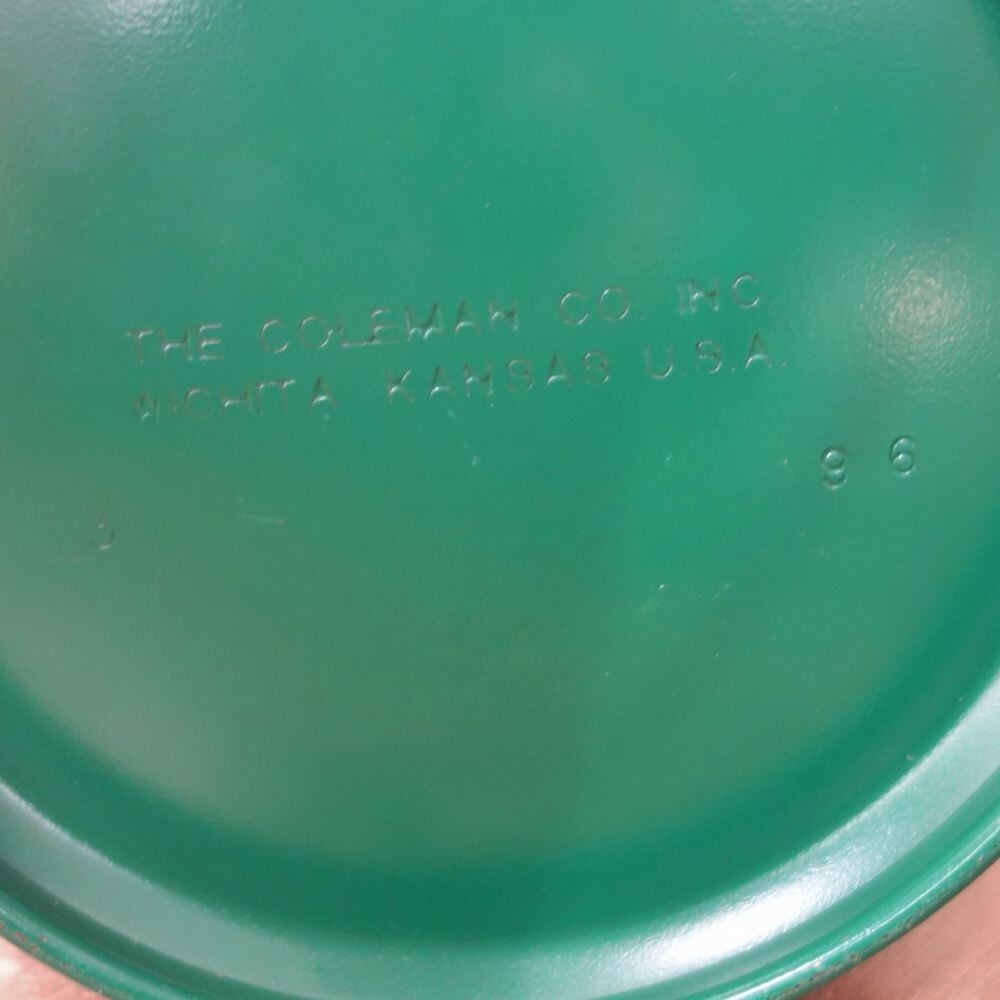 THE COLEMAN CO. INC
WICHITA KANSAS U.S.A.
9 6